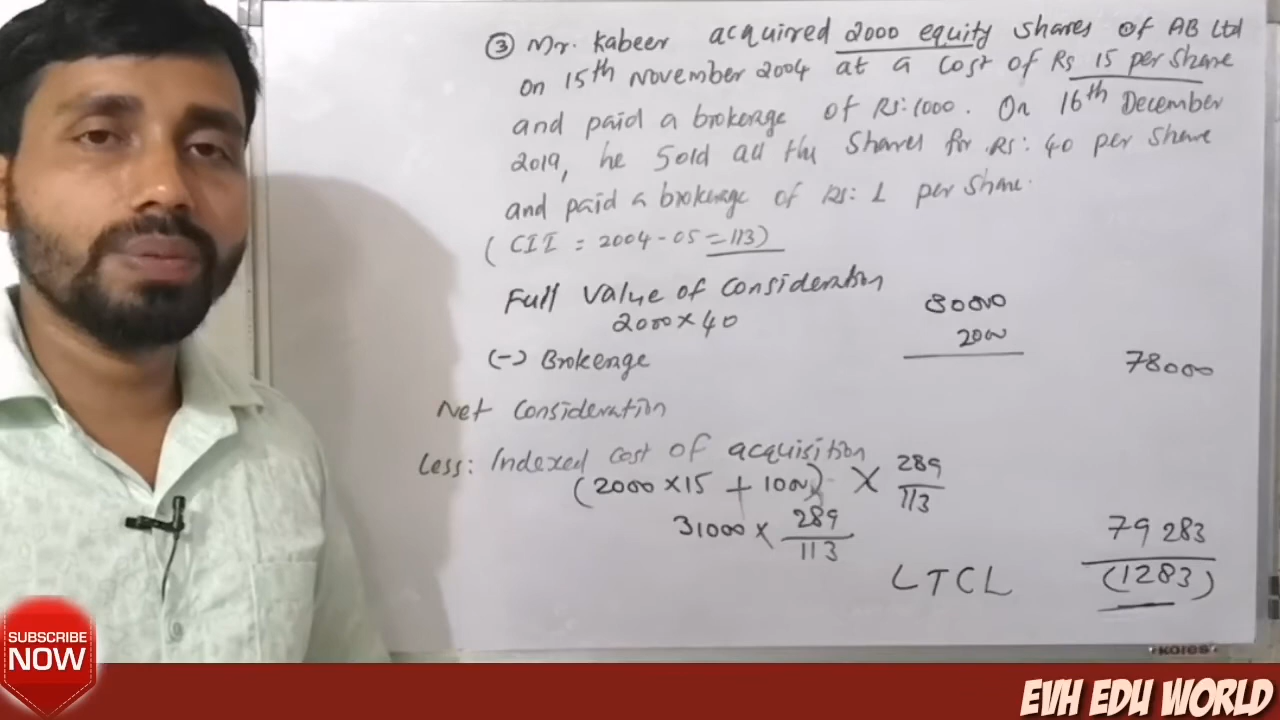 ③ Mr. Kabeer acquired 2000 equity shares of AB Ltd
on 15th November 2004 at a cost of Rs 15 per share
and paid a brokerage of Rs: 1000. On 16th December
2019, he sold all the shares for Rs: 40 per share
and paid a brokerage of Rs: 1 per share.
(CII = 2004-05 = 113)
Full value of consideration
2000 × 40 80000
(-) Brokerage 2000
78000
Net Consideration
Less: Indexed cost of acquisition
(2000 × 15 + 1000) × 289/113
31000 × 289/113 79283
LTCL (1283)
kores
SUBSCRIBE
NOW
EVH EDU WORLD